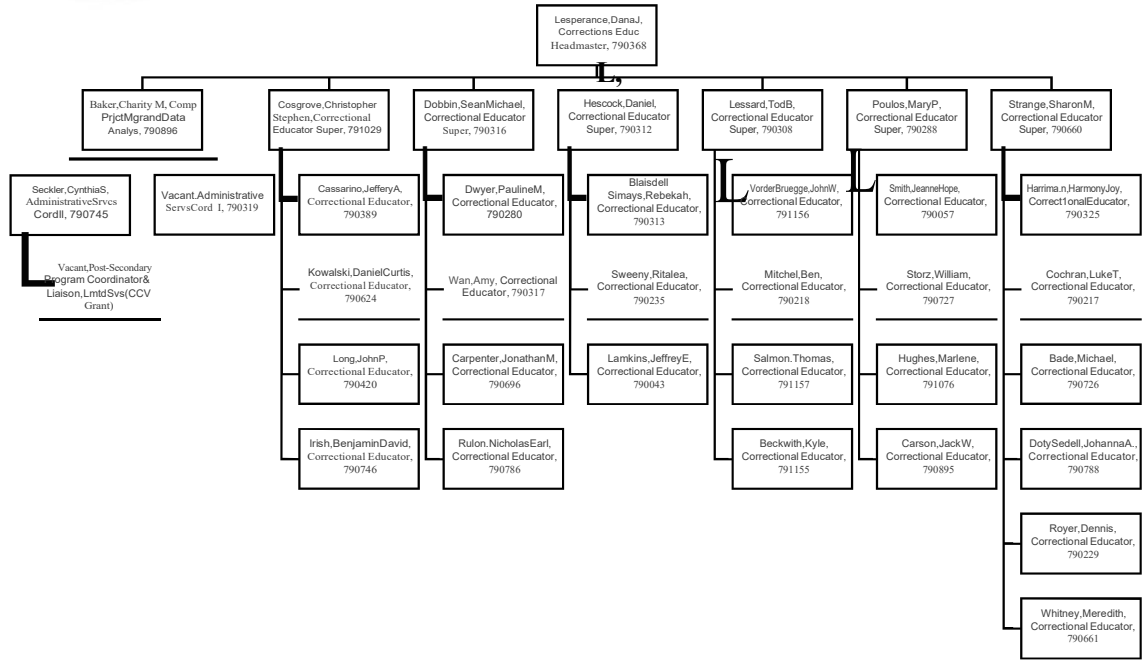 Lesperance,DanaJ,
Corrections Educ
Headmaster, 790368
L,
Baker,Charity M, Comp
PrjctMgrandData
Analys, 790896
Cosgrove,Christopher
Stephen,Correctional
Educator Super, 791029
Dobbin,SeanMichael,
Correctional Educator
Super, 790316
Hescock,Daniel,
Correctional Educator
Super, 790312
Lessard,TodB,
Correctional Educator
Super, 790308
Poulos,MaryP,
Correctional Educator
Super, 790288
Strange,SharonM,
Correctional Educator
Super, 790660
Seckler,CynthiaS,
AdministrativeSrvcs
CordII, 790745
Vacant.Administrative
ServsCord I, 790319
Cassarino,JefferyA,
Correctional Educator,
790389
Dwyer,PaulineM,
Correctional Educator,
790280
Blaisdell
Simays,Rebekah,
Correctional Educator,
790313
L
VorderBruegge,JohnW,
Correctional Educator,
791156
L
Smith,JeanneHope,
Correctional Educator,
790057
Harrima.n,HarmonyJoy,
Correct1onalEducator,
790325
Vacant,Post-Secondary
Program Coordinator&
Liaison,LmtdSvs(CCV
Grant)
Kowalski,DanielCurtis,
Correctional Educator,
790624
Wan,Amy, Correctional
Educator, 790317
Sweeny,Ritalea,
Correctional Educator,
790235
Mitchel,Ben,
Correctional Educator,
790218
Storz,William,
Correctional Educator,
790727
Cochran,LukeT,
Correctional Educator,
790217
Long,JohnP,
Correctional Educator,
790420
Carpenter,JonathanM,
Correctional Educator,
790696
Lamkins,JeffreyE,
Correctional Educator,
790043
Salmon.Thomas,
Correctional Educator,
791157
Hughes,Marlene,
Correctional Educator,
791076
Bade,Michael,
Correctional Educator,
790726
Irish,BenjaminDavid,
Correctional Educator,
790746
Rulon.NicholasEarl,
Correctional Educator,
790786
Beckwith,Kyle,
Correctional Educator,
791155
Carson,JackW,
Correctional Educator,
790895
DotySedell,JohannaA.,
Correctional Educator,
790788
Royer,Dennis,
Correctional Educator,
790229
Whitney,Meredith,
Correctional Educator,
790661